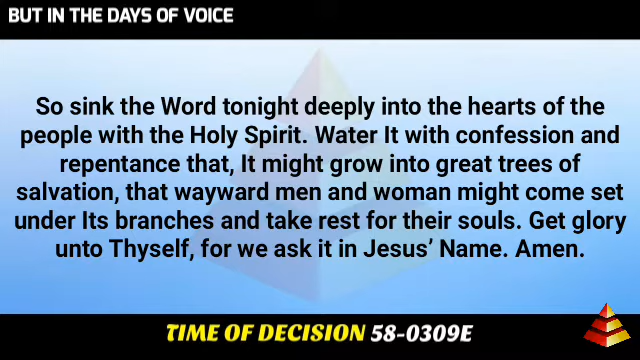 BUT IN THE DAYS OF VOICE
So sink the Word tonight deeply into the hearts of the
people with the Holy Spirit. Water It with confession and
repentance that, It might grow into great trees of
salvation, that wayward men and woman might come set
under Its branches and take rest for their souls. Get glory
unto Thyself, for we ask it in Jesus’ Name. Amen.
TIME OF DECISION 58-0309E